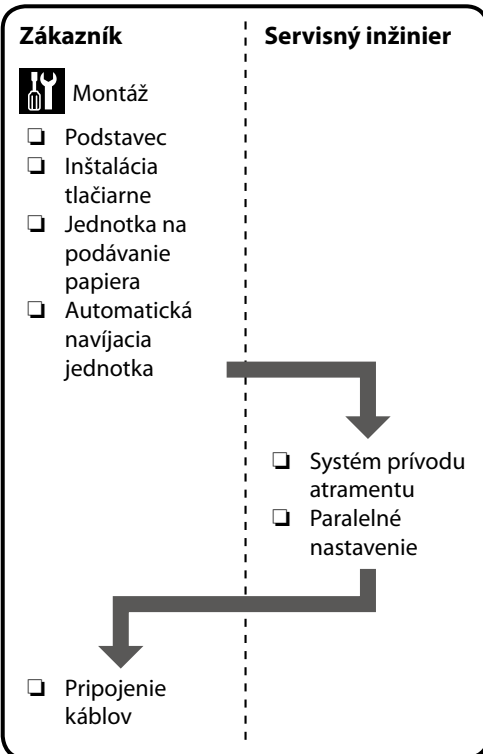 Zákazník
Servisný inžinier
Montáž
❏ Podstavec
❏ Inštalácia
tlačiarne
❏ Jednotka na
podávanie
papiera
❏ Automatická
navíjacia
jednotka
❏ Systém prívodu
atramentu
❏ Paralelné
nastavenie
❏ Pripojenie
káblov